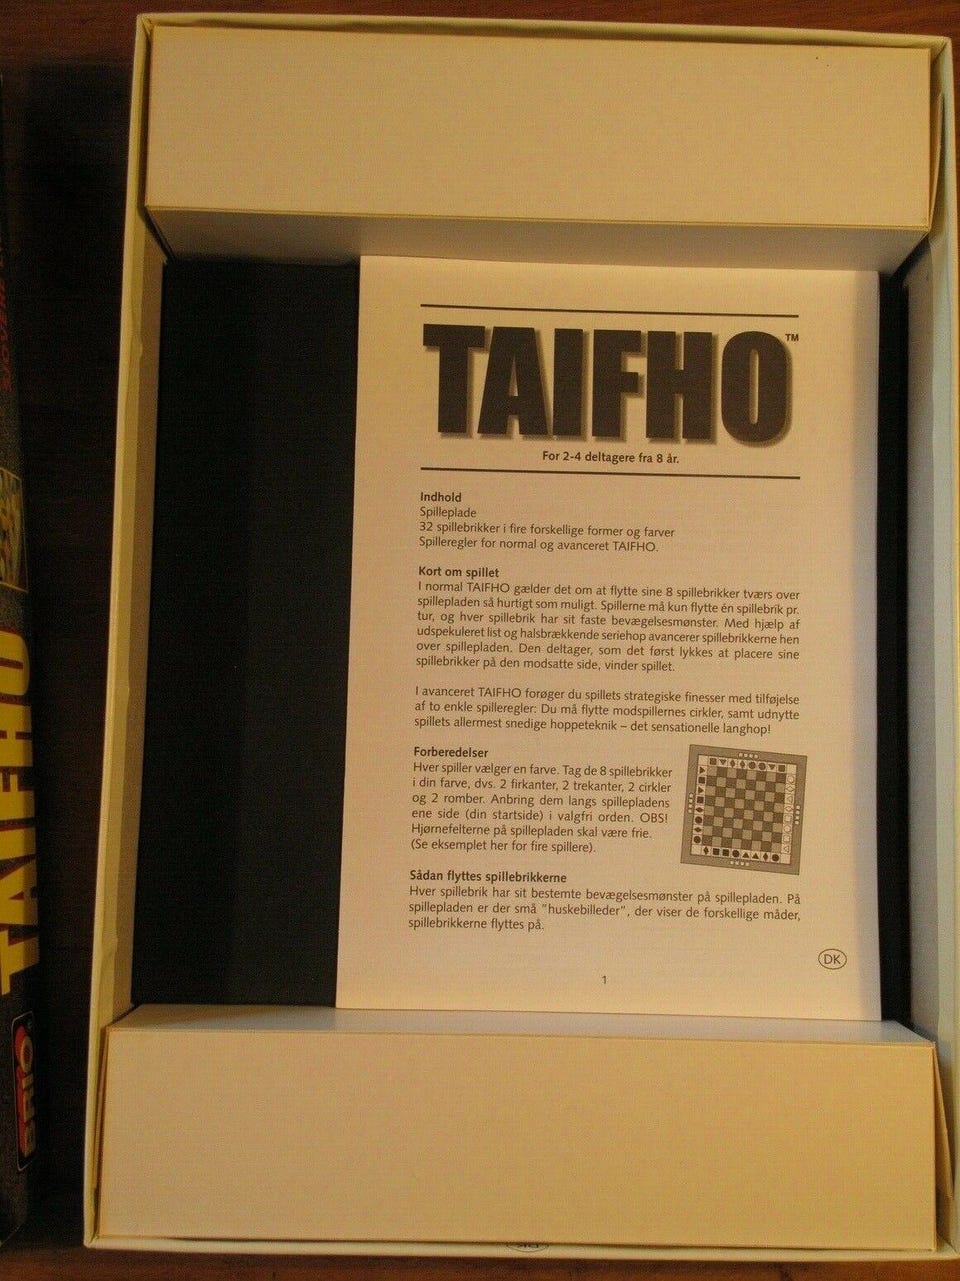 TAIFHO™
For 2-4 deltagere fra 8 år.
Indhold
Spilleplade
32 spillebrikker i fire forskellige former og farver
Spilleregler for normal og avanceret TAIFHO.
Kort om spillet
I normal TAIFHO gælder det om at flytte sine 8 spillebrikker tværs over
spillepladen så hurtigt som muligt. Spillerne må kun flytte én spillebrik pr.
tur, og hver spillebrik har sit faste bevægelsesmønster. Med hjælp af
udspekuleret list og halsbrækkende seriehop avancerer spillebrikkerne hen
over spillepladen. Den deltager, som det først lykkes at placere sine
spillebrikker på den modsatte side, vinder spillet.
I avanceret TAIFHO forøger du spillets strategiske finesser med tilføjelse
af to enkle spilleregler: Du må flytte modspillernes cirkler, samt udnytte
spillets allermest snedige hoppeteknik – det sensationelle langhop!
Forberedelser
Hver spiller vælger en farve. Tag de 8 spillebrikker
i din farve, dvs. 2 firkanter, 2 trekanter, 2 cirkler
og 2 romber. Anbring dem langs spillepladens
ene side (din startside) i valgfri orden. OBS!
Hjørnefelterne på spillepladen skal være frie.
(Se eksemplet her for fire spillere).
Sådan flyttes spillebrikkerne
Hver spillebrik har sit bestemte bevægelsesmønster på spillepladen. På
spillepladen er der små "huskebilleder", der viser de forskellige måder,
spillebrikkerne flyttes på.
DK
1
TAIFHO
BRIO
DK